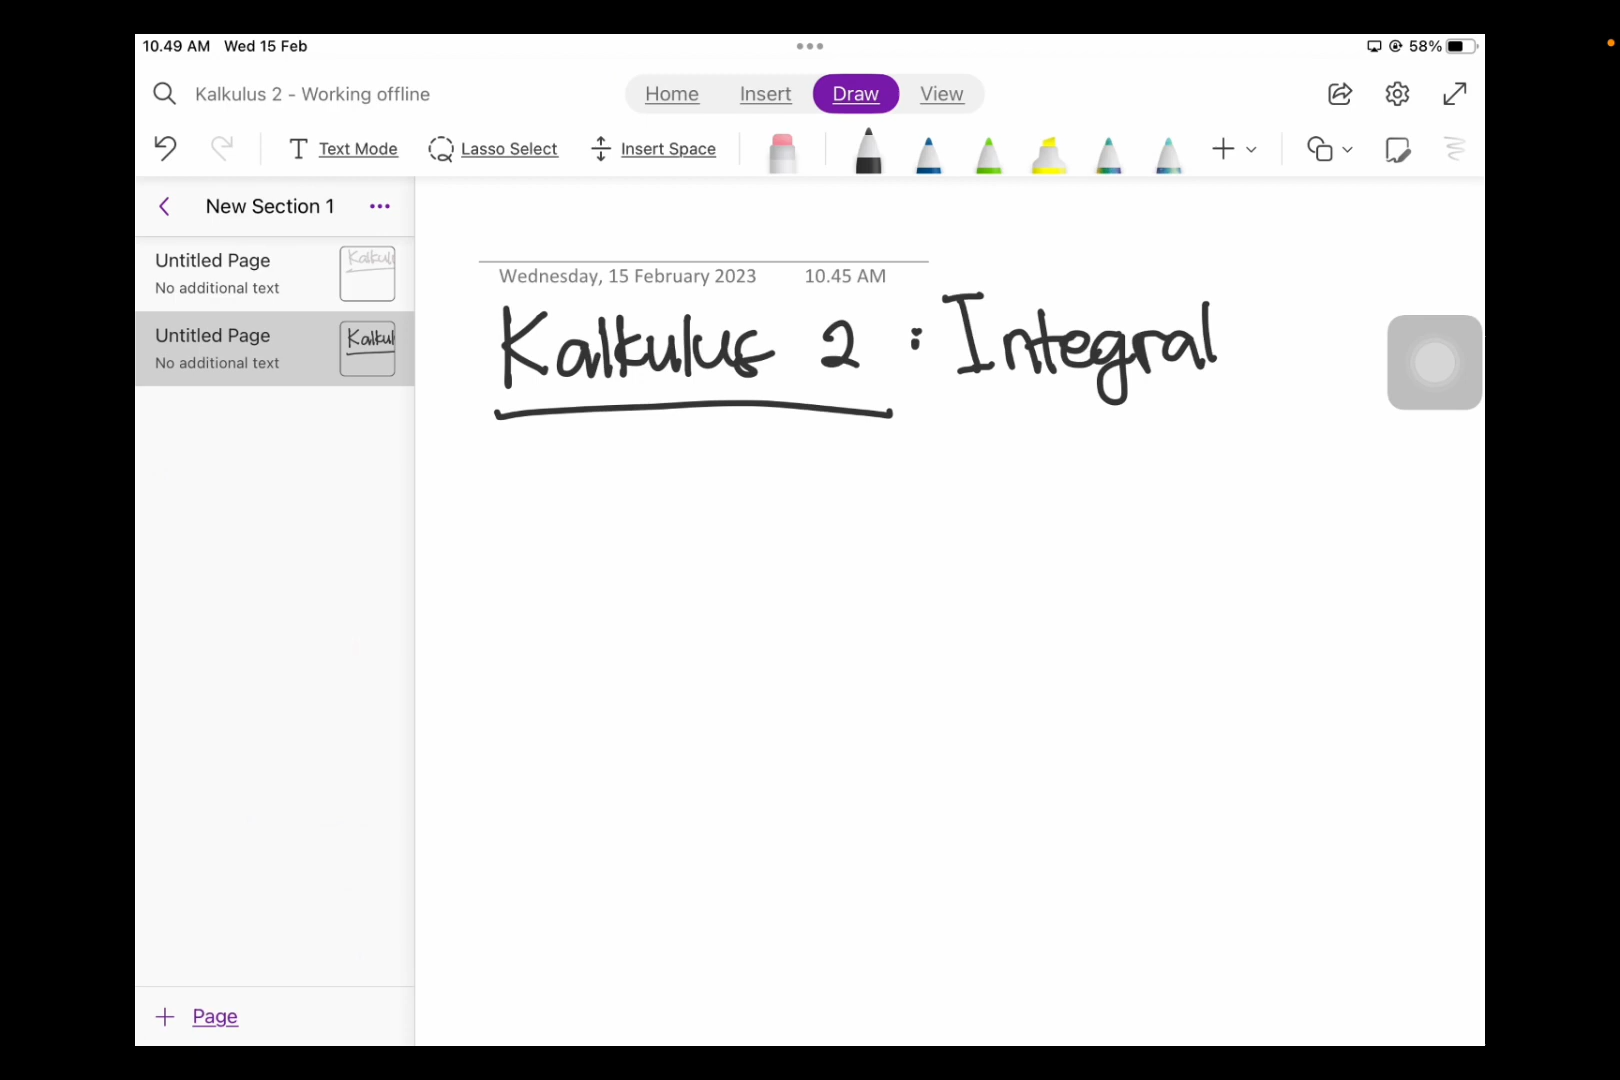 10.49 AM Wed 15 Feb
58%
Kalkulus 2 - Working offline
Home Insert Draw View
Text Mode Lasso Select Insert Space
New Section 1
Untitled Page
No additional text
Kalkul
Untitled Page
No additional text
Kalkul
Wednesday, 15 February 2023 10.45 AM
Kalkulus 2 : Integral
Page